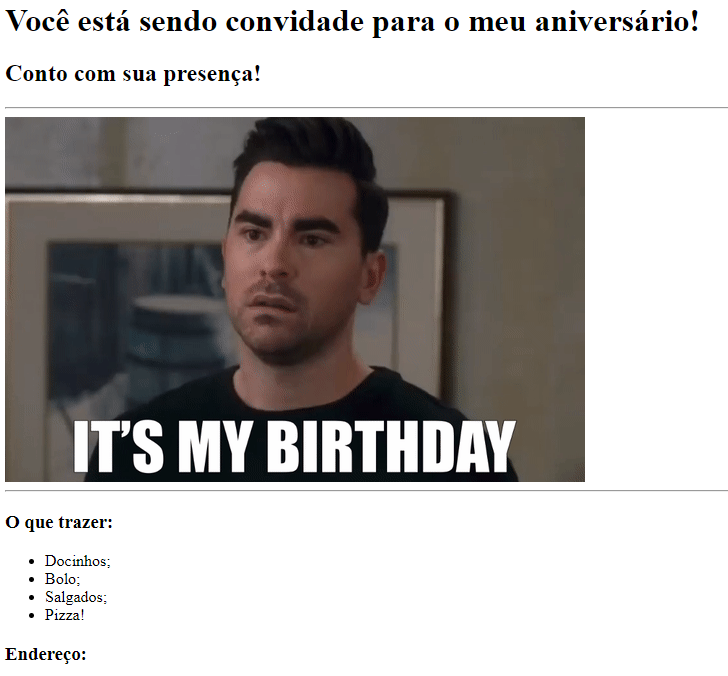 Você está sendo convidade para o meu aniversário!
Conto com sua presença!
IT'S MY BIRTHDAY
O que trazer:
Docinhos;
Bolo;
Salgados;
Pizza!
Endereço: